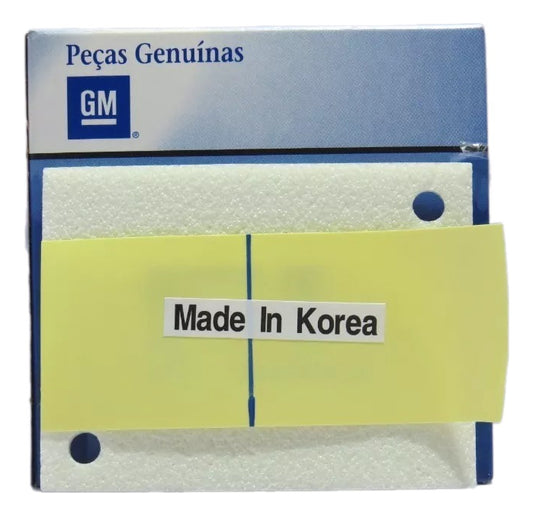 Peças Genuínas
GM
®
Made In Korea